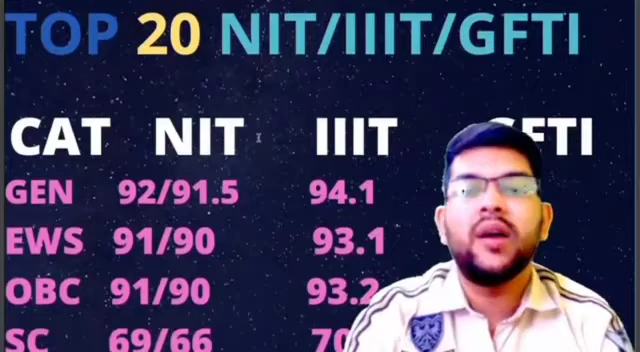 TOP 20 NIT/IIIT/GFTI
CAT NIT IIIT GFTI
GEN 92/91.5 94.1
EWS 91/90 93.1
OBC 91/90 93.2
SC 69/66 70